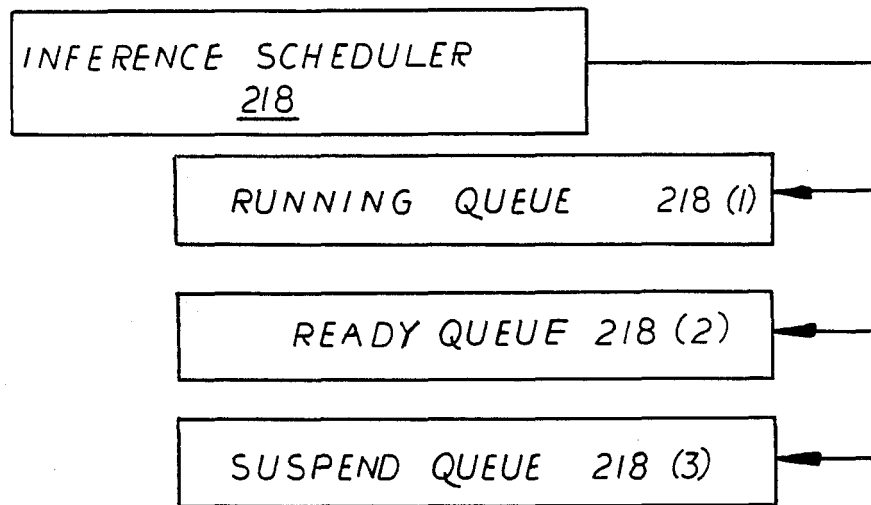 INFERENCE SCHEDULER
218
RUNNING QUEUE 218 (1)
READY QUEUE 218 (2)
SUSPEND QUEUE 218 (3)